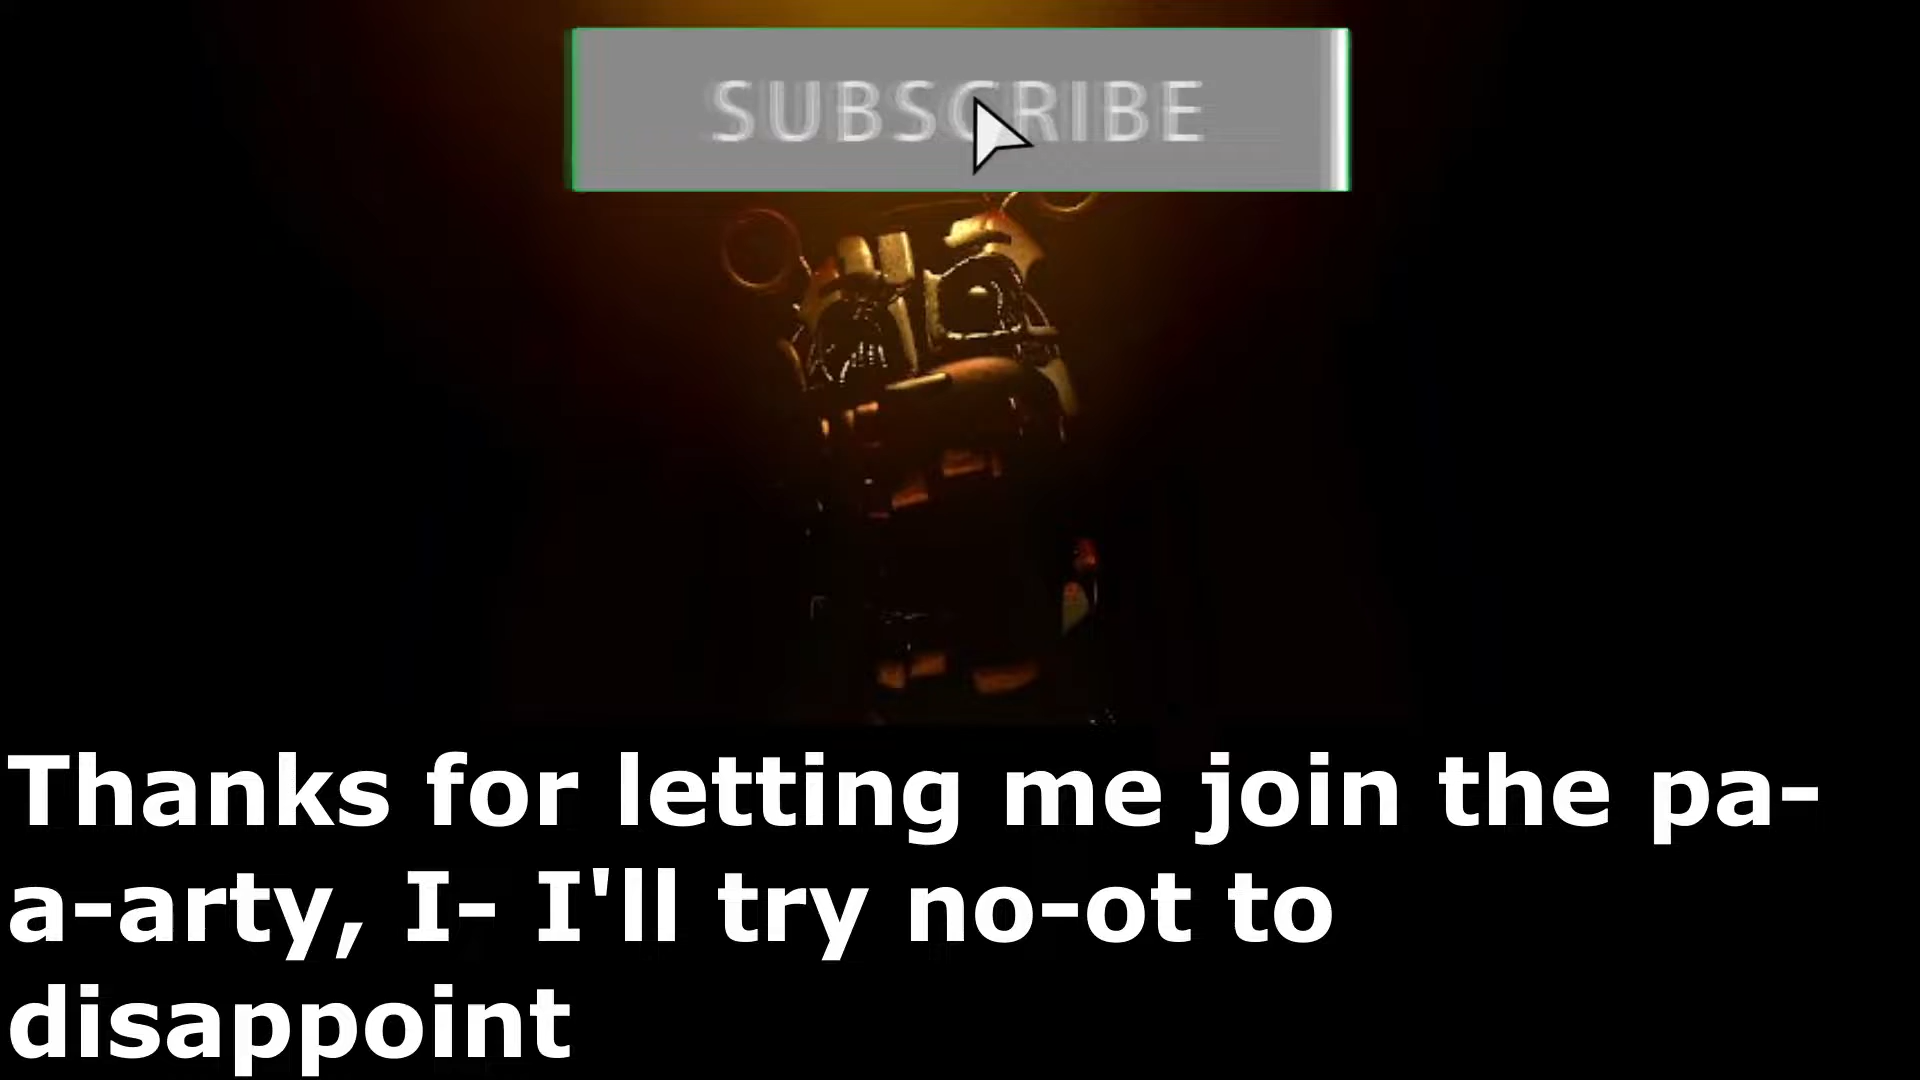 SUBSCRIBE
Thanks for letting me join the pa-
a-arty, I- I'll try no-ot to
disappoint